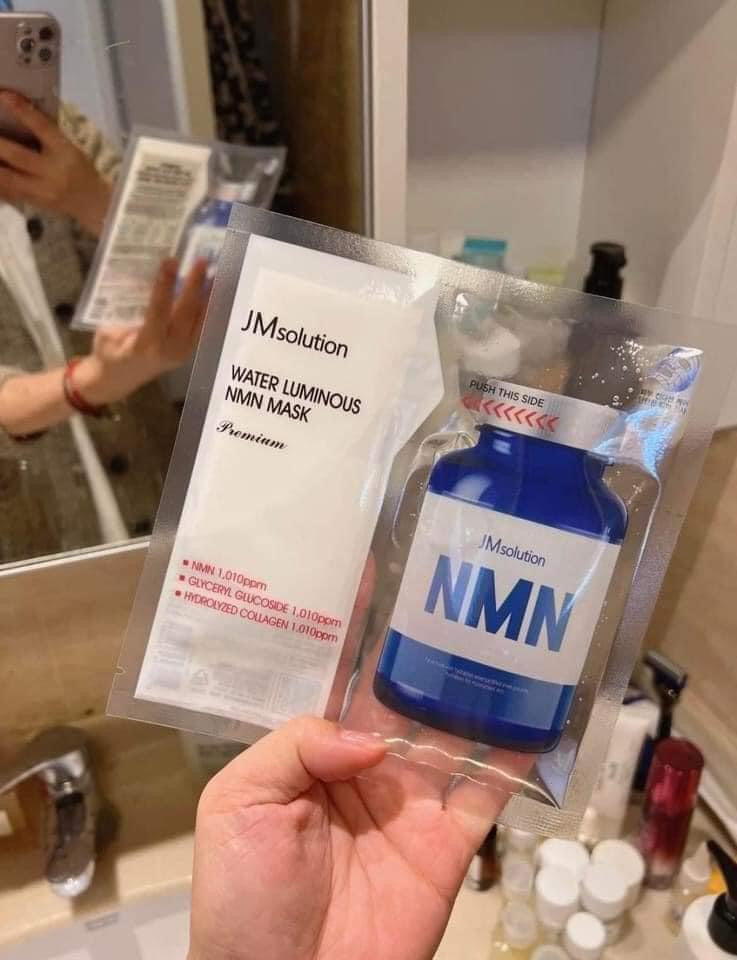 JMsolution
WATER LUMINOUS
NMN MASK
Premium
NMN 1,010ppm
GLYCERYL GLUCOSIDE 1,010ppm
HYDROLYZED COLLAGEN 1,010ppm
PUSH THIS SIDE
JMsolution
NMN